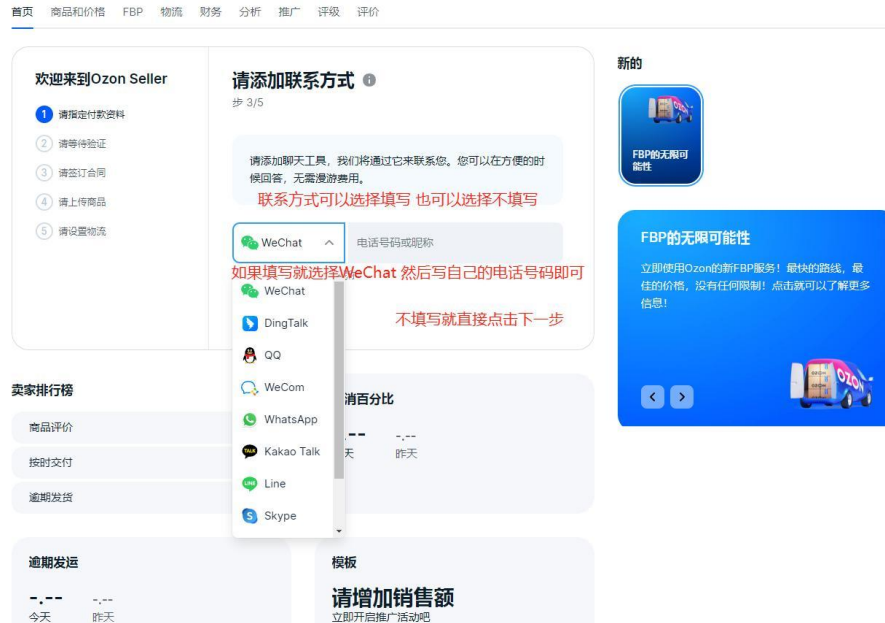 首页 商品和价格 FBP 物流 财务 分析 推广 评级 评价
欢迎来到Ozon Seller
1 请指定付款资料
2 请等待验证
3 请签订合同
4 请上传商品
5 请设置物流
请添加联系方式
步 3/5
请添加聊天工具，我们将通过它来联系您。您可以在方便的时
候回答，无需漫游费用。
联系方式可以选择填写 也可以选择不填写
WeChat 电话号码或昵称
如果填写就选择WeChat 然后写自己的电话号码即可
WeChat
不填写就直接点击下一步
DingTalk
QQ
WeCom
WhatsApp
Kakao Talk
Line
Skype
新的
FBP的无限可
能性
FBP的无限可能性
立即使用Ozon的新FBP服务！最快的路线，最
佳的价格，没有任何限制！点击就可以了解更多
信息！
OZON
卖家排行榜
商品评价
按时交付
逾期发货
消百分比
.-- -.--
天 昨天
逾期发运
-.-- -.--
今天 昨天
模板
请增加销售额
立即开启推广活动吧